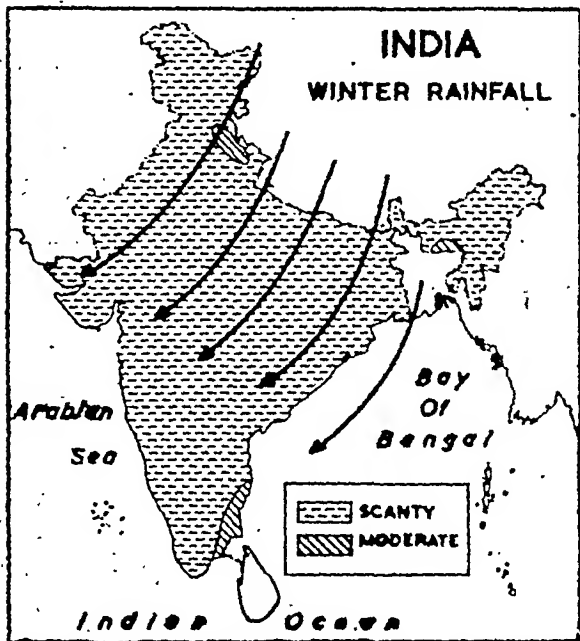 INDIA
WINTER RAINFALL
Arabian
Sea
Bay
Of
Bengal
SCANTY
MODERATE
Indian Ocean